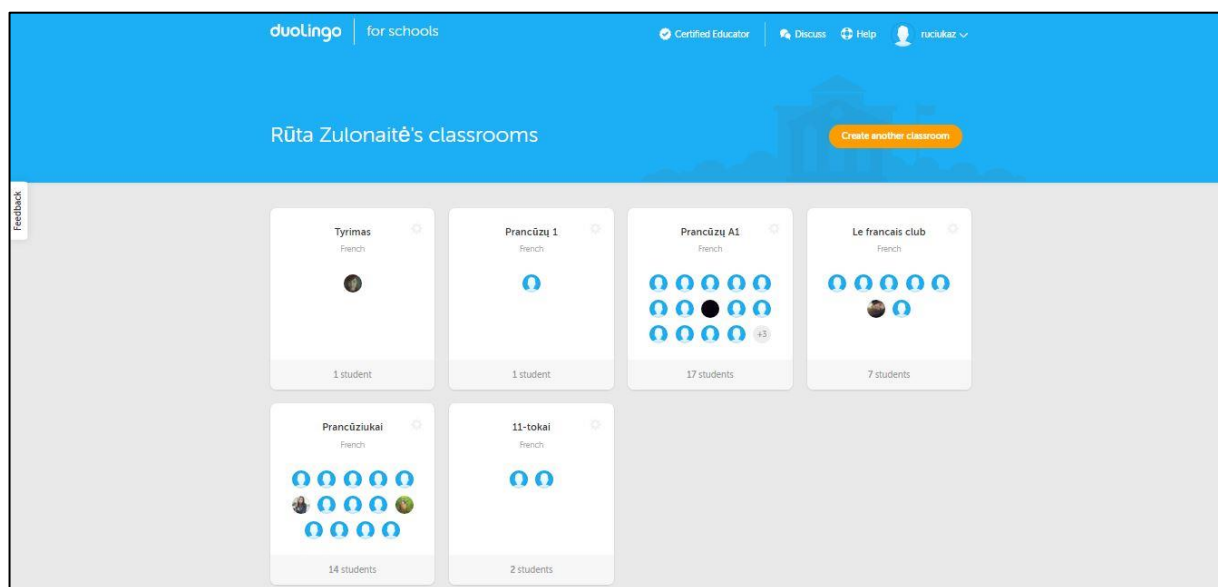 duolingo for schools Certified Educator Discuss Help ruciukaz
Rūta Zulonaitė's classrooms
Create another classroom
Feedback
Tyrimas
French
1 student
Prancūzų 1
French
1 student
Prancūzų A1
French
+3
17 students
Le francais club
French
7 students
Prancūziukai
French
14 students
11-tokai
French
2 students